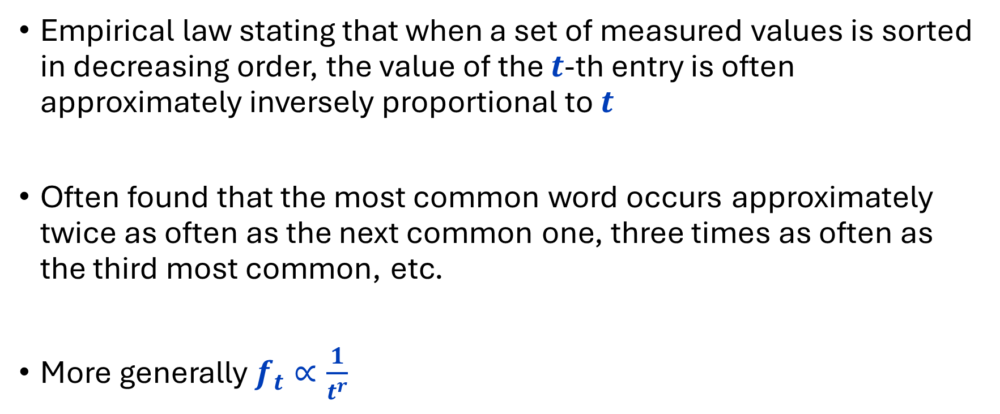 • Empirical law stating that when a set of measured values is sorted
in decreasing order, the value of the t-th entry is often
approximately inversely proportional to t
• Often found that the most common word occurs approximately
twice as often as the next common one, three times as often as
the third most common, etc.
• More generally f_t ∝ 1/t^r